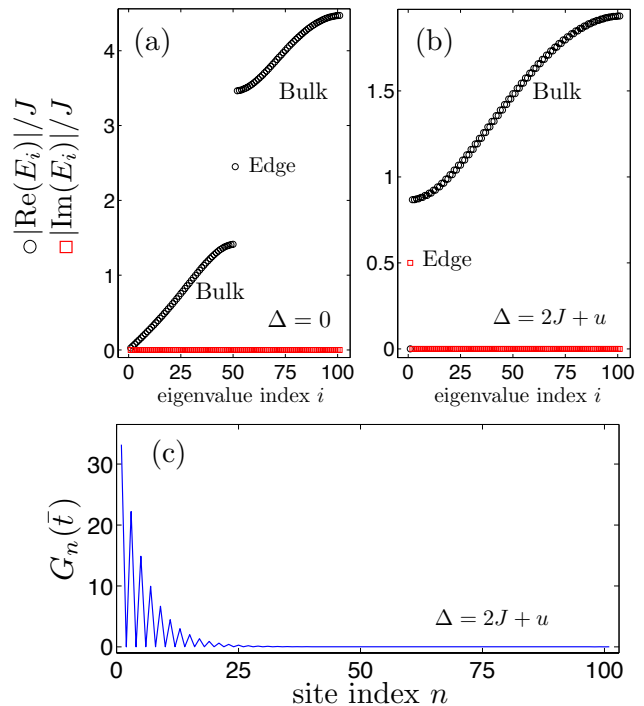 ○|Re(E_i)|/J
□|Im(E_i)|/J
(a)
4
3
2
1
0
Bulk
Edge
Bulk
Δ = 0
0 25 50 75 100
eigenvalue index i
(b)
1.5
1
0.5
0
Bulk
Edge
Δ = 2J + u
0 25 50 75 100
eigenvalue index i
(c)
G_n(t̄)
30
20
10
0
Δ = 2J + u
0 25 50 75 100
site index n